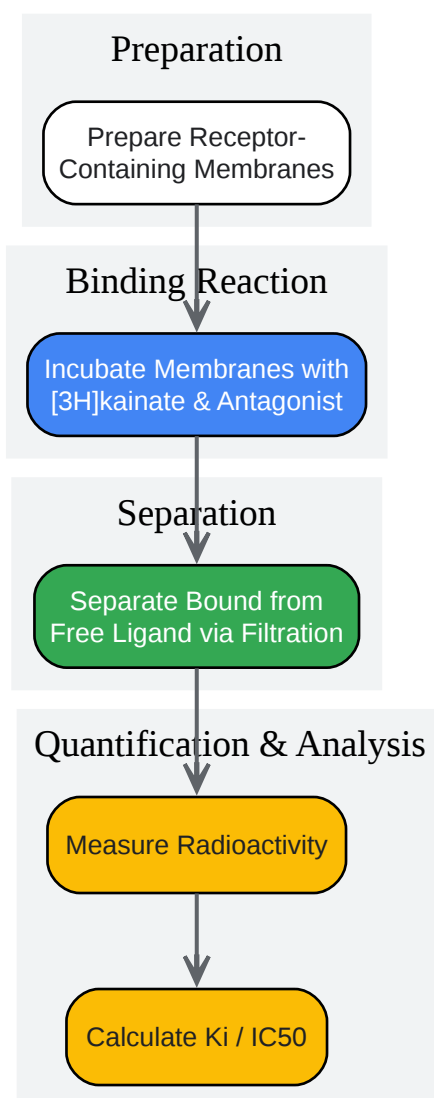 Preparation
Prepare Receptor-
Containing Membranes
Binding Reaction
Incubate Membranes with
[3H]kainate & Antagonist
Separation
Separate Bound from
Free Ligand via Filtration
Quantification & Analysis
Measure Radioactivity
Calculate Ki / IC50